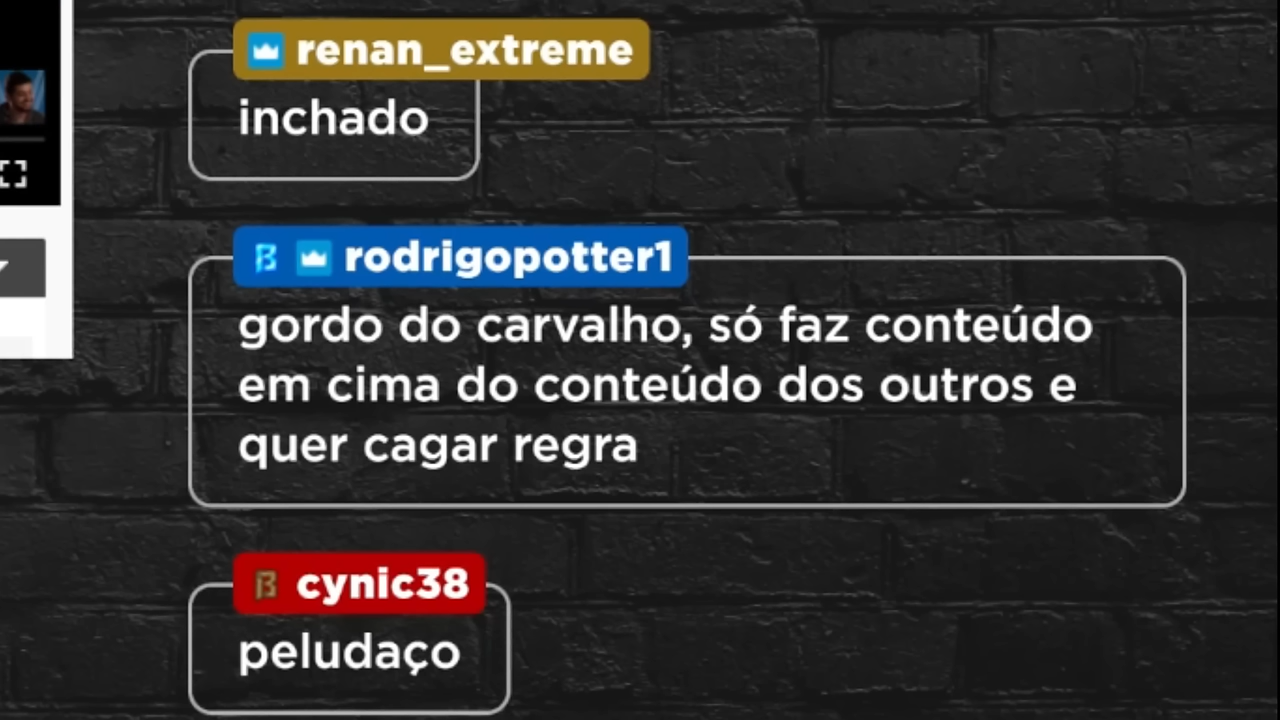 renan_extreme
inchado
rodrigopotter1
gordo do carvalho, só faz conteúdo
em cima do conteúdo dos outros e
quer cagar regra
cynic38
peludaço